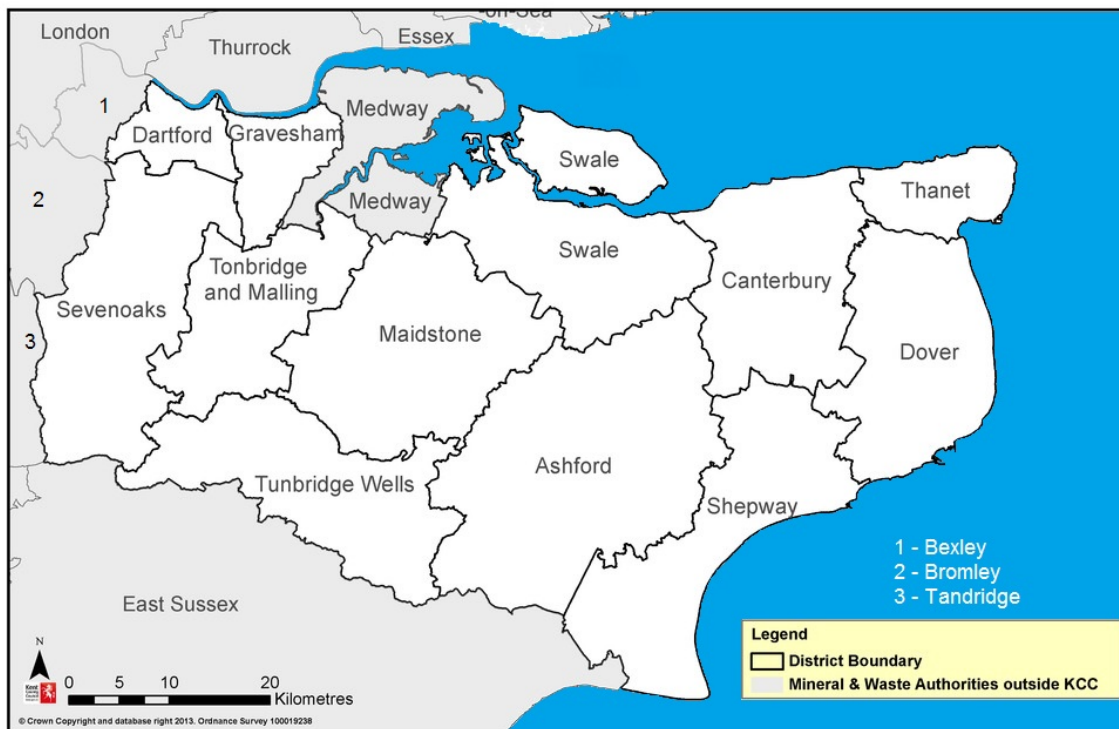 -on-Sea
London
Thurrock
Essex
1
Medway
Dartford
Gravesham
Swale
2
Thanet
Medway
Swale
Tonbridge
and Malling
Canterbury
Sevenoaks
Maidstone
3
Dover
Ashford
Tunbridge Wells
Shepway
1 - Bexley
2 - Bromley
3 - Tandridge
East Sussex
Legend
District Boundary
Mineral & Waste Authorities outside KCC
N
0 5 10 20
Kilometres
© Crown Copyright and database right 2013. Ordnance Survey 100019238